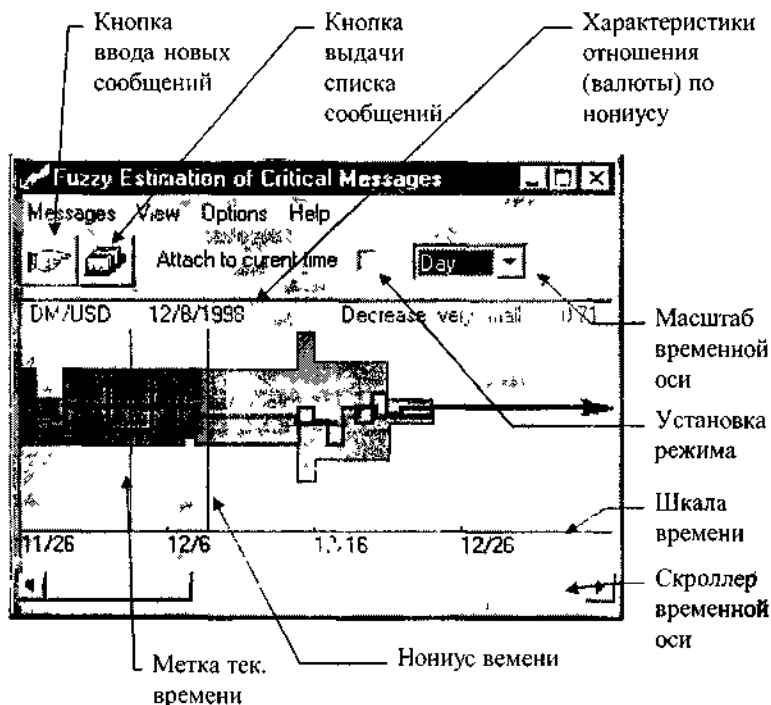 Кнопка
ввода новых
сообщений
Кнопка
выдачи
списка
сообщений
Характеристики
отношения
(валюты) по
нониусу
Fuzzy Estimation of Critical Messages
Messages View Options Help
Attach to curent time
Day
DM/USD 12/8/1998 Decrease very
Масштаб
временной
оси
Установка
режима
Шкала
времени
11/26 12/6 12/26
Скроллер
временной
оси
Метка тек.
времени
Нониус вемени